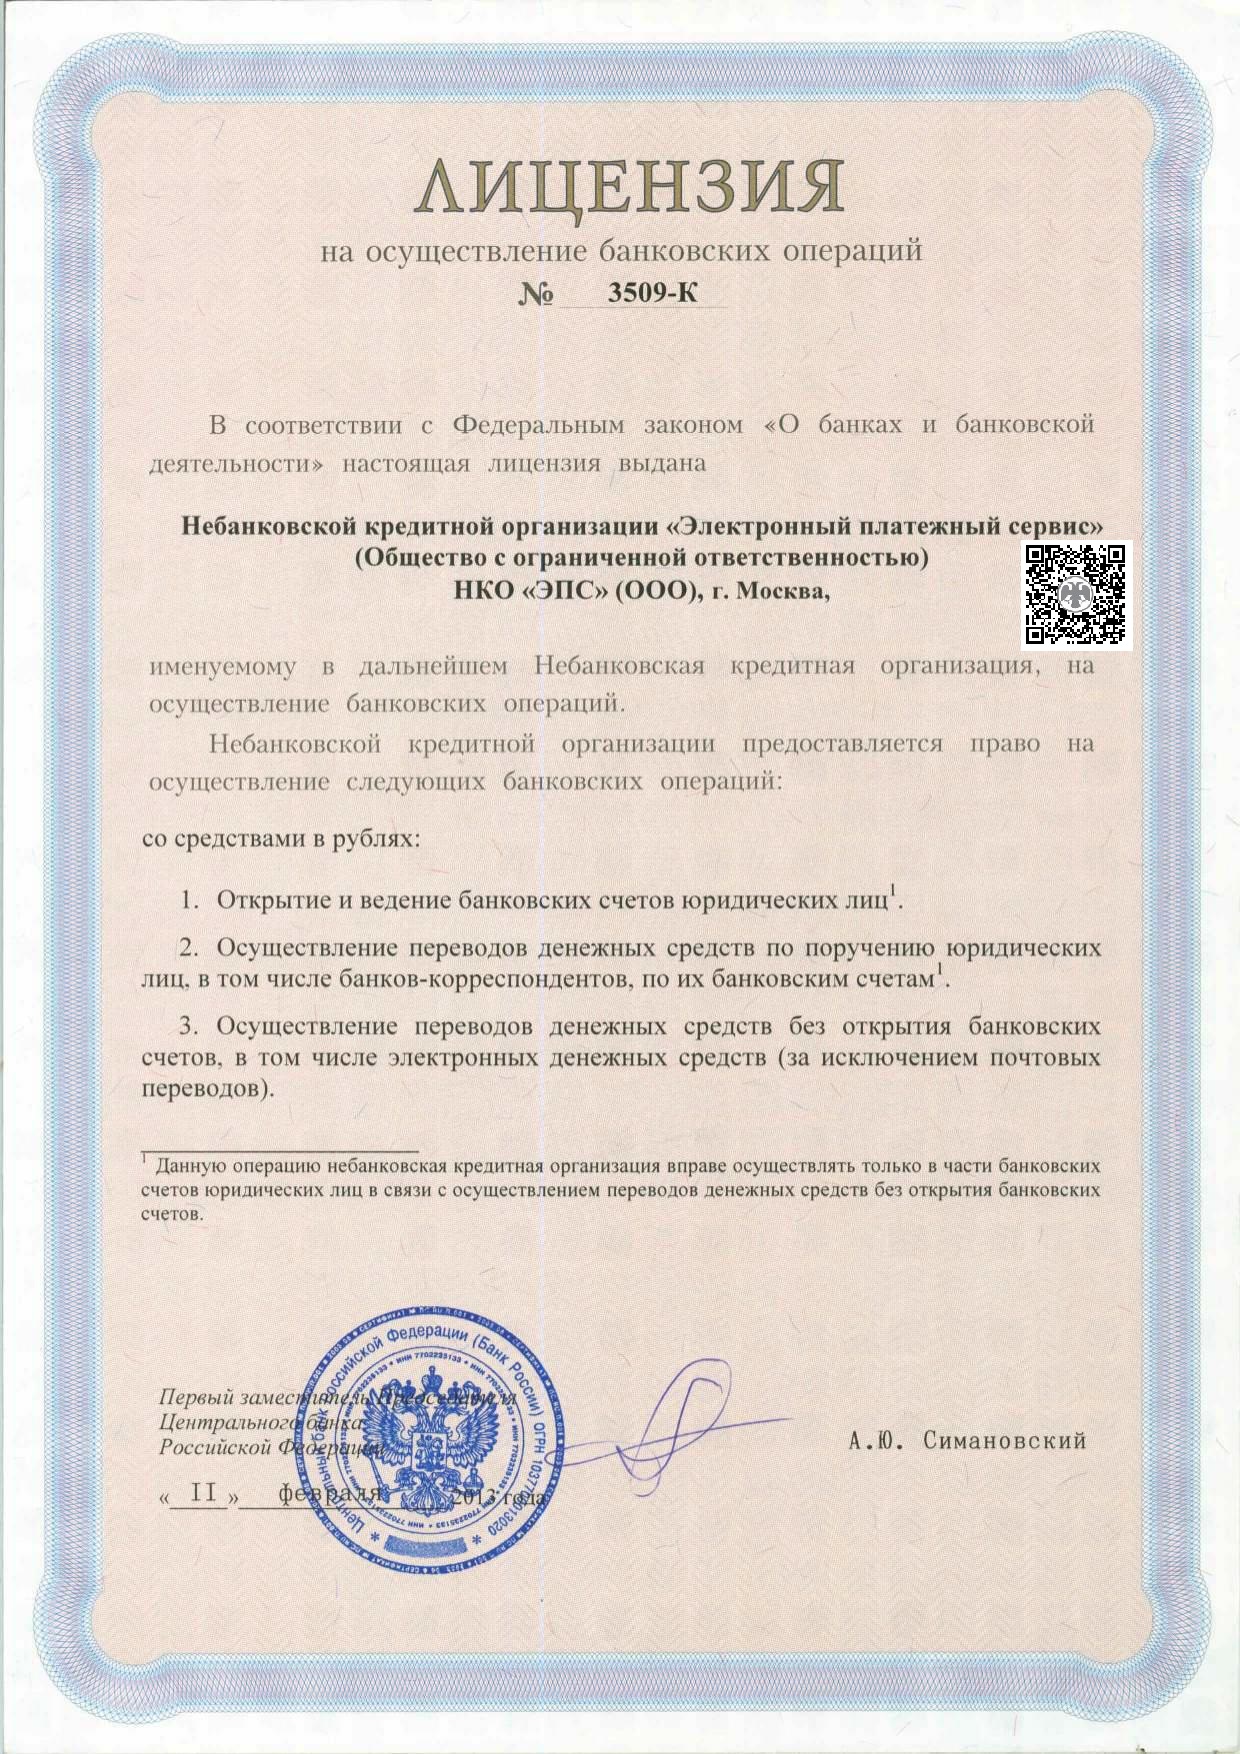 ЛИЦЕНЗИЯ
на осуществление банковских операций
№ 3509-К
В соответствии с Федеральным законом «О банках и банковской
деятельности» настоящая лицензия выдана
Небанковской кредитной организации «Электронный платежный сервис»
(Общество с ограниченной ответственностью)
НКО «ЭПС» (ООО), г. Москва,
именуемому в дальнейшем Небанковская кредитная организация, на
осуществление банковских операций.
Небанковской кредитной организации предоставляется право на
осуществление следующих банковских операций:
со средствами в рублях:
1. Открытие и ведение банковских счетов юридических лиц¹.
2. Осуществление переводов денежных средств по поручению юридических
лиц, в том числе банков-корреспондентов, по их банковским счетам¹.
3. Осуществление переводов денежных средств без открытия банковских
счетов, в том числе электронных денежных средств (за исключением почтовых
переводов).
¹ Данную операцию небанковская кредитная организация вправе осуществлять только в части банковских
счетов юридических лиц в связи с осуществлением переводов денежных средств без открытия банковских
счетов.
Первый заместитель Председателя
Центрального банка
Российской Федерации
А.Ю. Симановский
«II» февраля 2013 года
Центральный банк Российской Федерации (Банк России) ОГРН 1037700013020
ИНН 7702235133